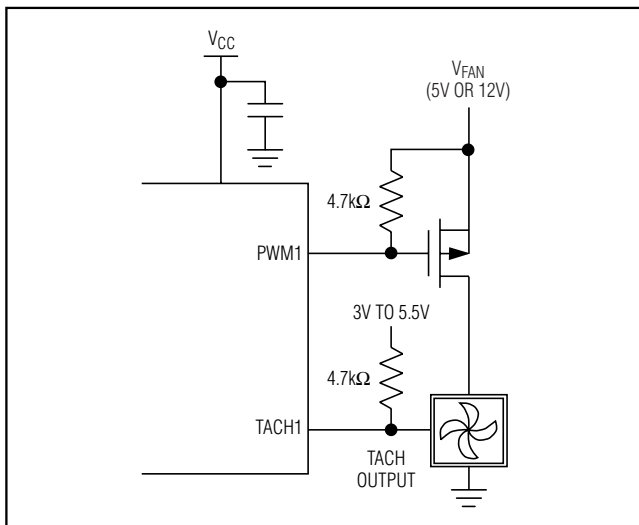 VCC
VFAN
(5V OR 12V)
4.7kΩ
PWM1
3V TO 5.5V
4.7kΩ
TACH1
TACH
OUTPUT